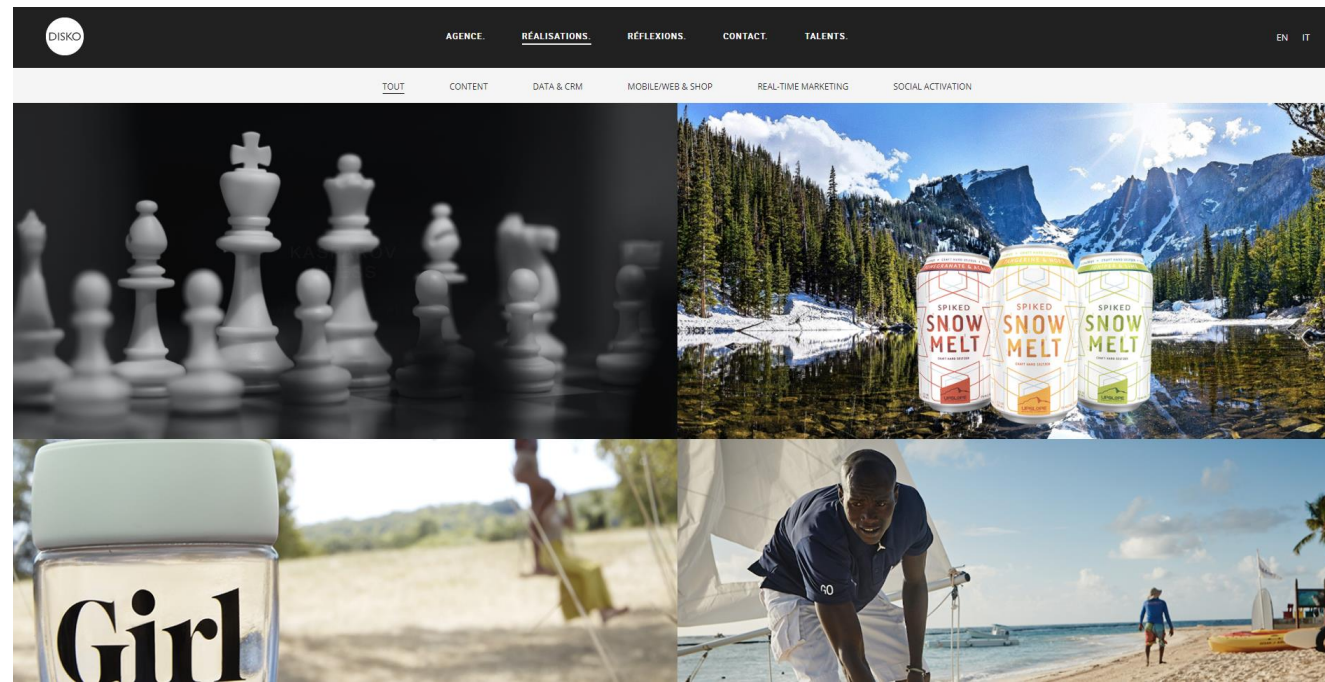 DISKO
AGENCE. RÉALISATIONS. RÉFLEXIONS. CONTACT. TALENTS.
EN IT
TOUT CONTENT DATA & CRM MOBILE/WEB & SHOP REAL-TIME MARKETING SOCIAL ACTIVATION
SPIKED
SNOW
MELT
SPIKED
SNOW
MELT
SPIKED
SNOW
MELT
Girl
GO